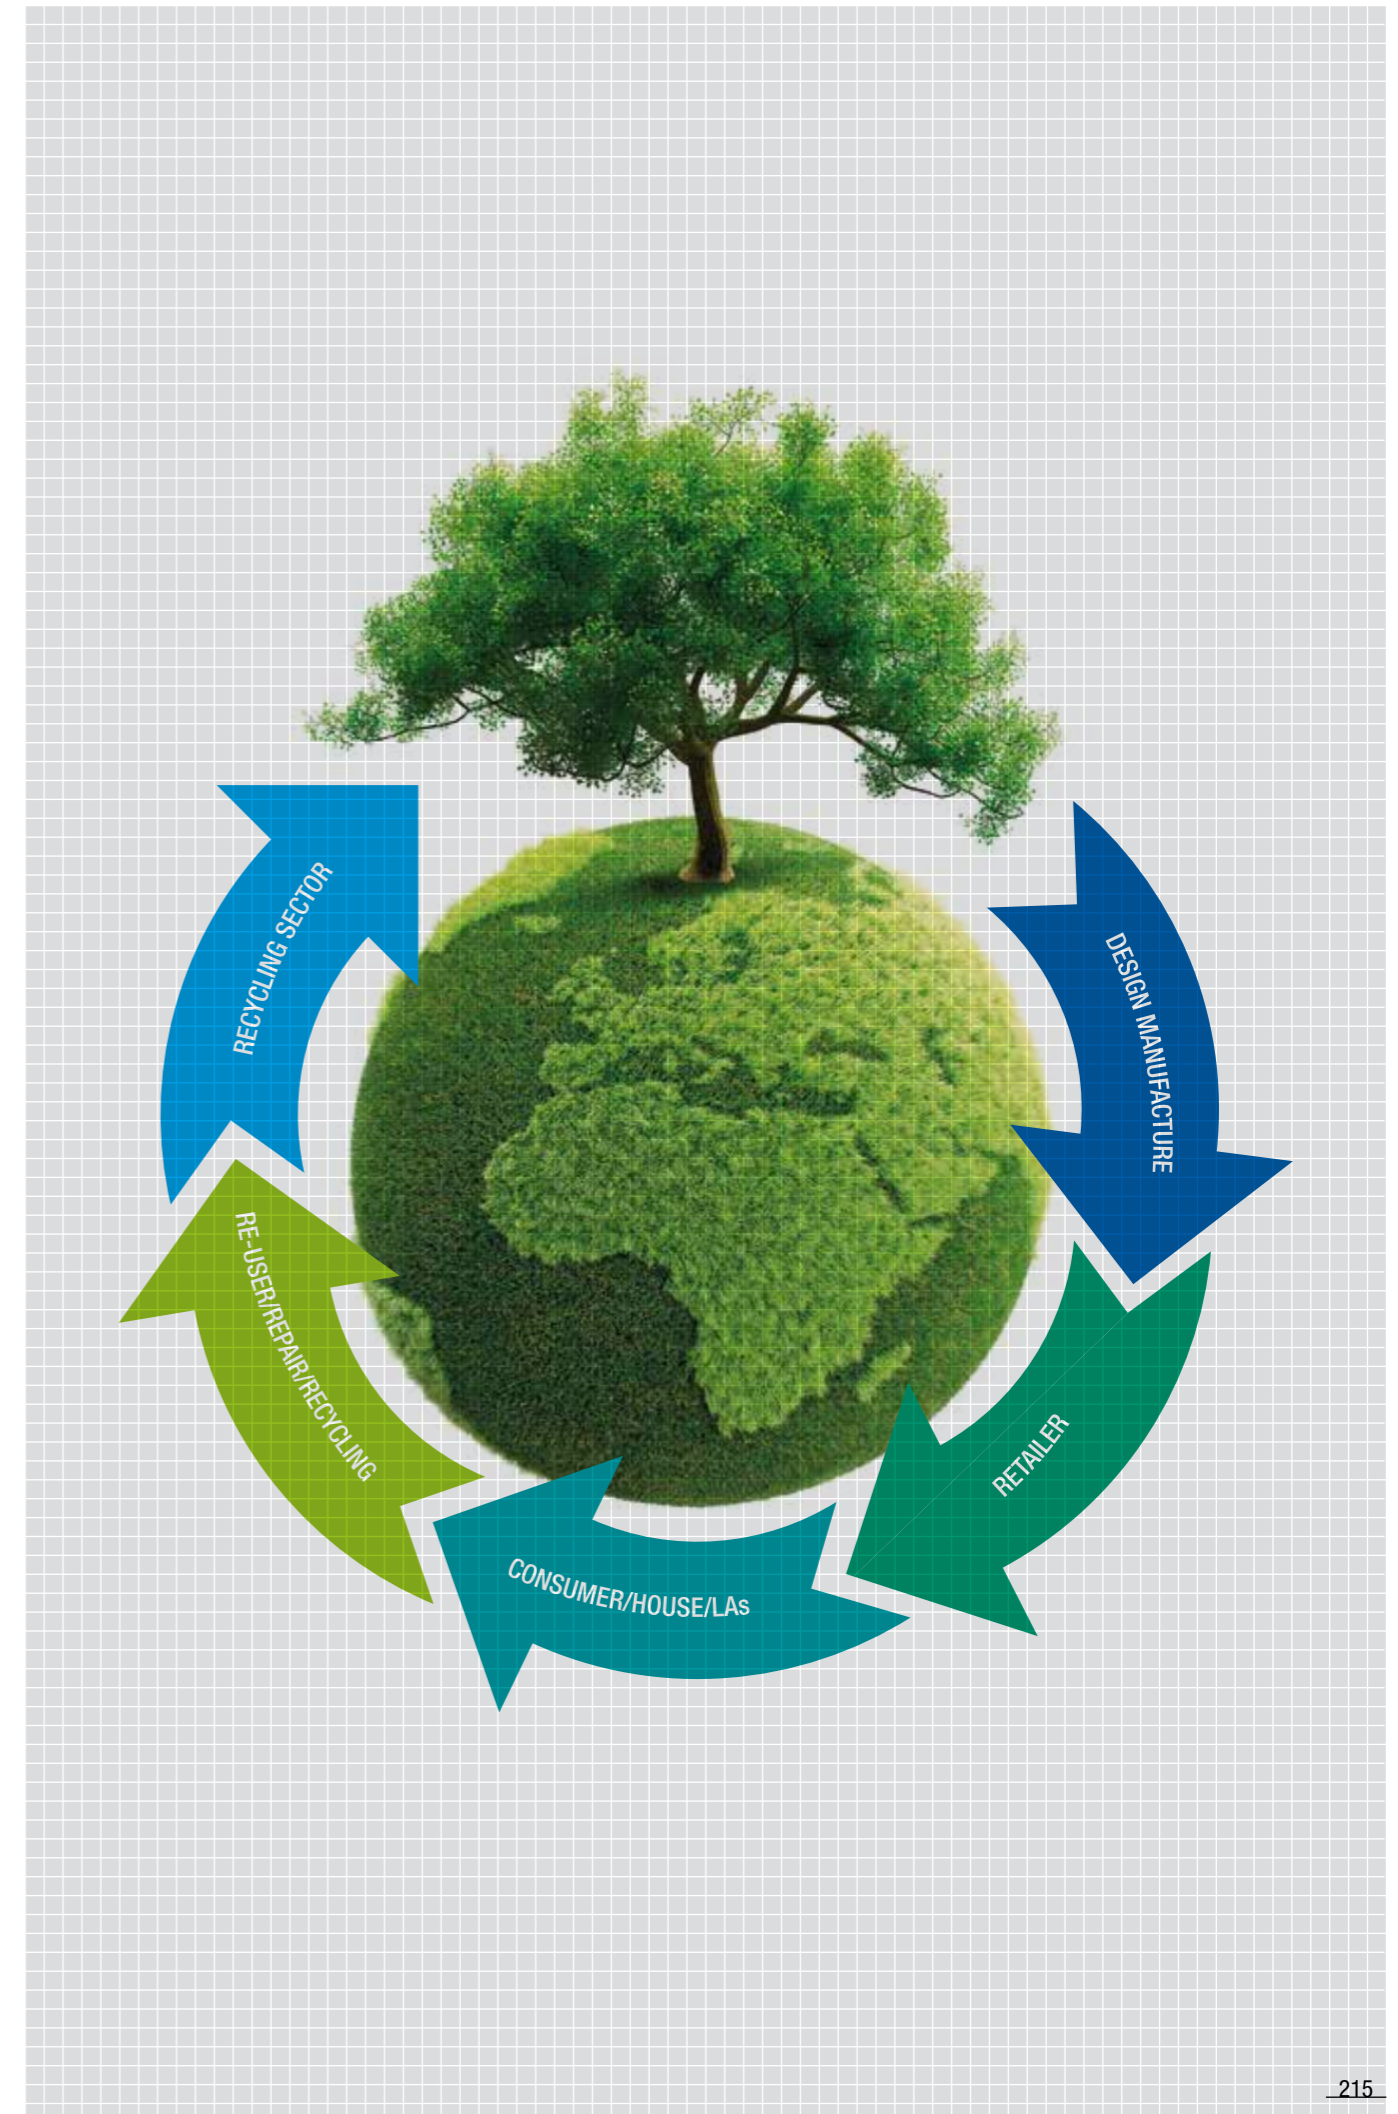 DESIGN MANUFACTURE
RETAILER
CONSUMER/HOUSE/LAs
RE-USER/REPAIR/RECYCLING
RECYCLING SECTOR
215